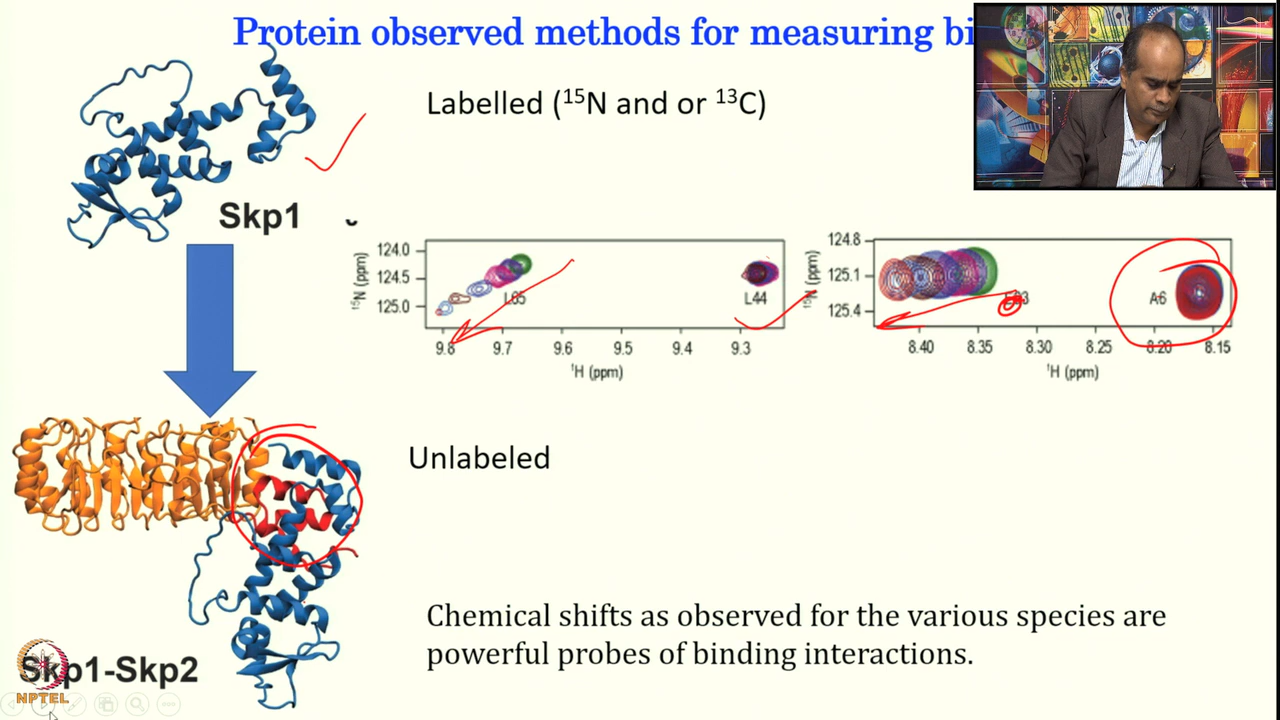 Protein observed methods for measuring bi
Labelled (¹⁵N and or ¹³C)
Skp1
124.0
124.5
125.0
¹⁵N (ppm)
L65
L44
9.8 9.7 9.6 9.5 9.4 9.3
¹H (ppm)
124.8
125.1
125.4
¹⁵N (ppm)
A6
8.40 8.35 8.30 8.25 8.20 8.15
¹H (ppm)
Unlabeled
Chemical shifts as observed for the various species are
powerful probes of binding interactions.
Skp1-Skp2
NPTEL